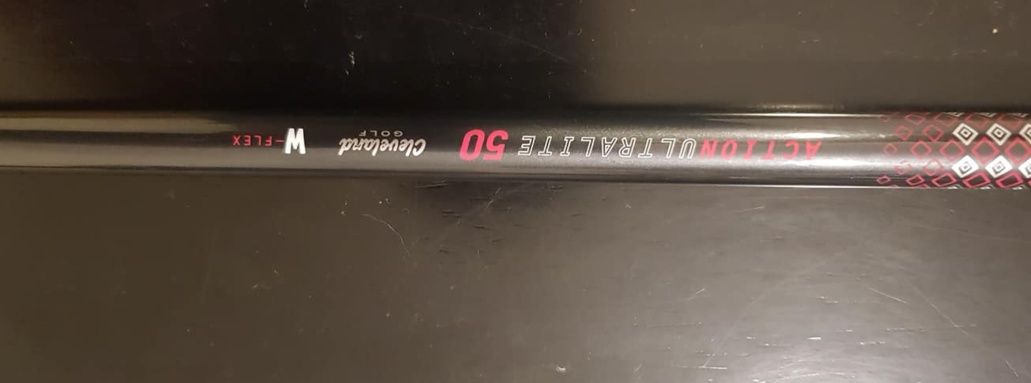 ACTION ULTRALITE 50 Cleveland GOLF W-FLEX